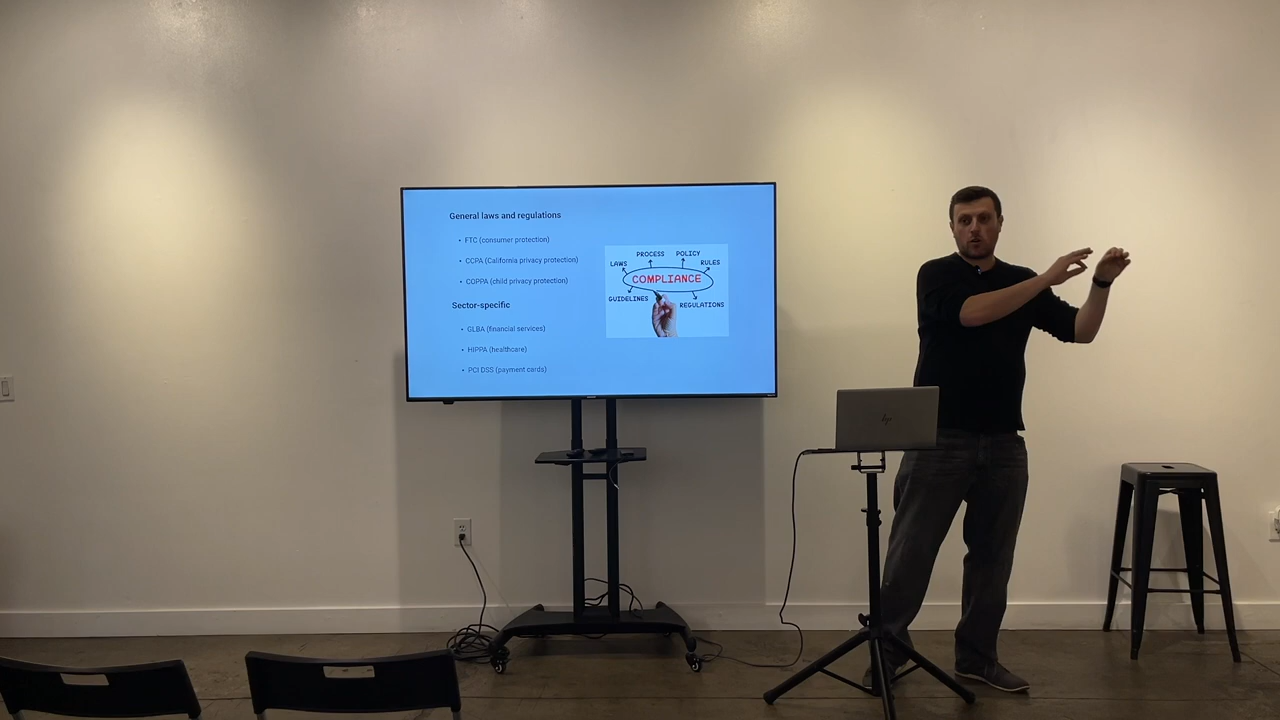 General laws and regulations
• FTC (consumer protection)
• CCPA (California privacy protection)
• COPPA (child privacy protection)
Sector-specific
• GLBA (financial services)
• HIPPA (healthcare)
• PCI DSS (payment cards)
PROCESS
POLICY
LAWS
RULES
COMPLIANCE
GUIDELINES
REGULATIONS
hp